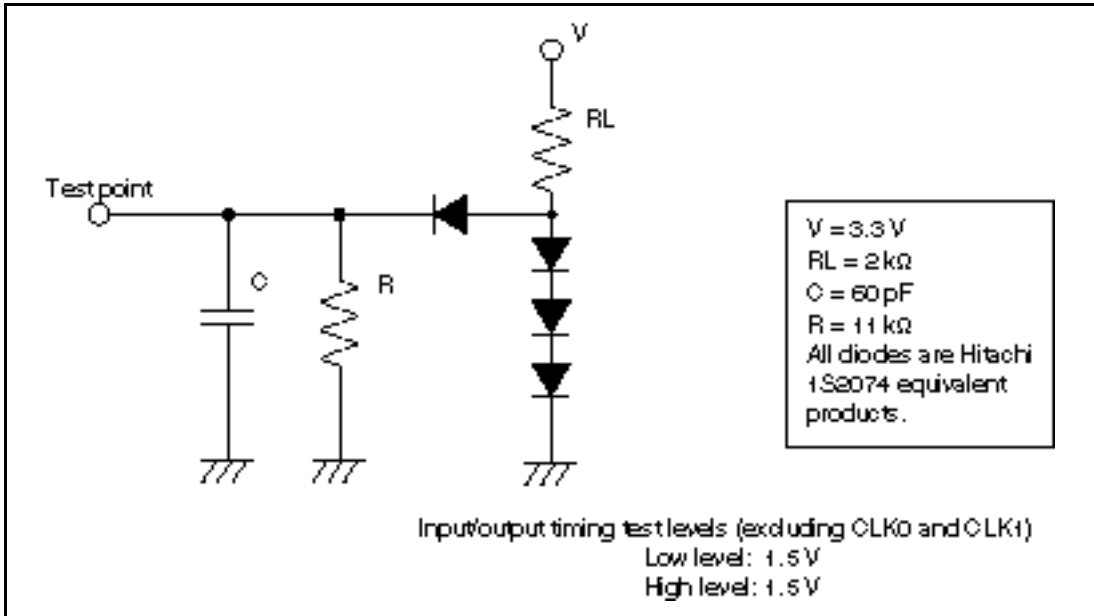 V
RL
Test point
C
R
V = 3.3 V
RL = 2 kΩ
C = 60 pF
R = 11 kΩ
All diodes are Hitachi
1S2074 equivalent
products.
Input/output timing test levels (excluding CLK0 and CLK1)
Low level: 1.5 V
High level: 1.5 V